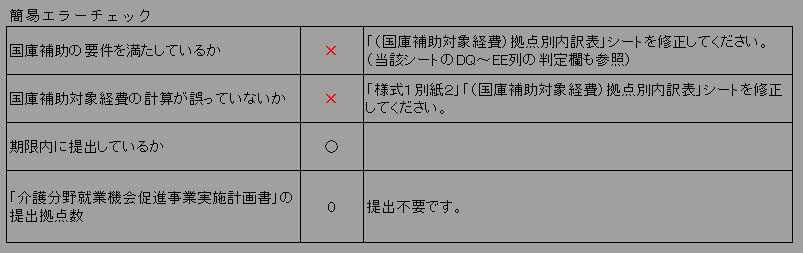 簡易エラーチェック
国庫補助の要件を満たしているか
×
「（国庫補助対象経費）拠点別内訳表」シートを修正してください。
（当該シートのDQ～EE列の判定欄も参照）
国庫補助対象経費の計算が誤っていないか
×
「様式１別紙２」「（国庫補助対象経費）拠点別内訳表」シートを修正
してください。
期限内に提出しているか
○
「介護分野就業機会促進事業実施計画書」の
提出拠点数
0
提出不要です。